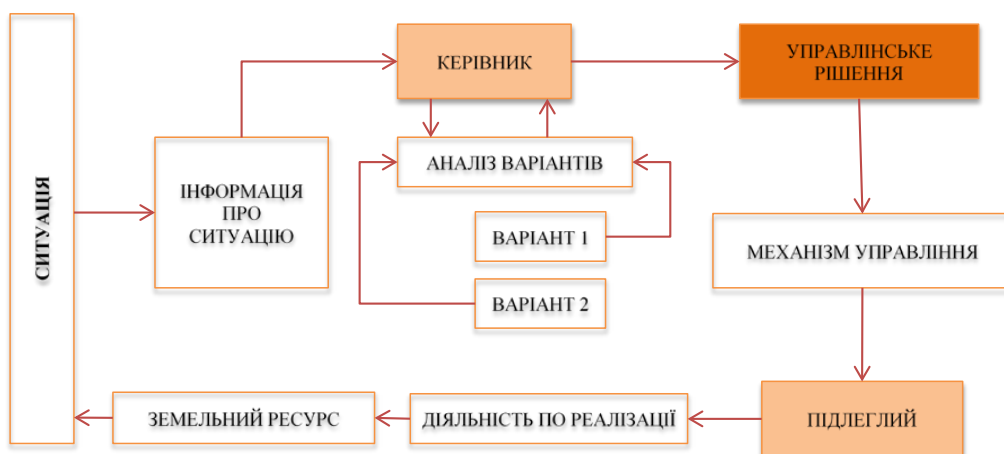 СИТУАЦІЯ
ІНФОРМАЦІЯ
ПРО
СИТУАЦІЮ
КЕРІВНИК
УПРАВЛІНСЬКЕ
РІШЕННЯ
АНАЛІЗ ВАРІАНТІВ
ВАРІАНТ 1
ВАРІАНТ 2
МЕХАНІЗМ УПРАВЛІННЯ
ЗЕМЕЛЬНИЙ РЕСУРС
ДІЯЛЬНІСТЬ ПО РЕАЛІЗАЦІЇ
ПІДЛЕГЛИЙ